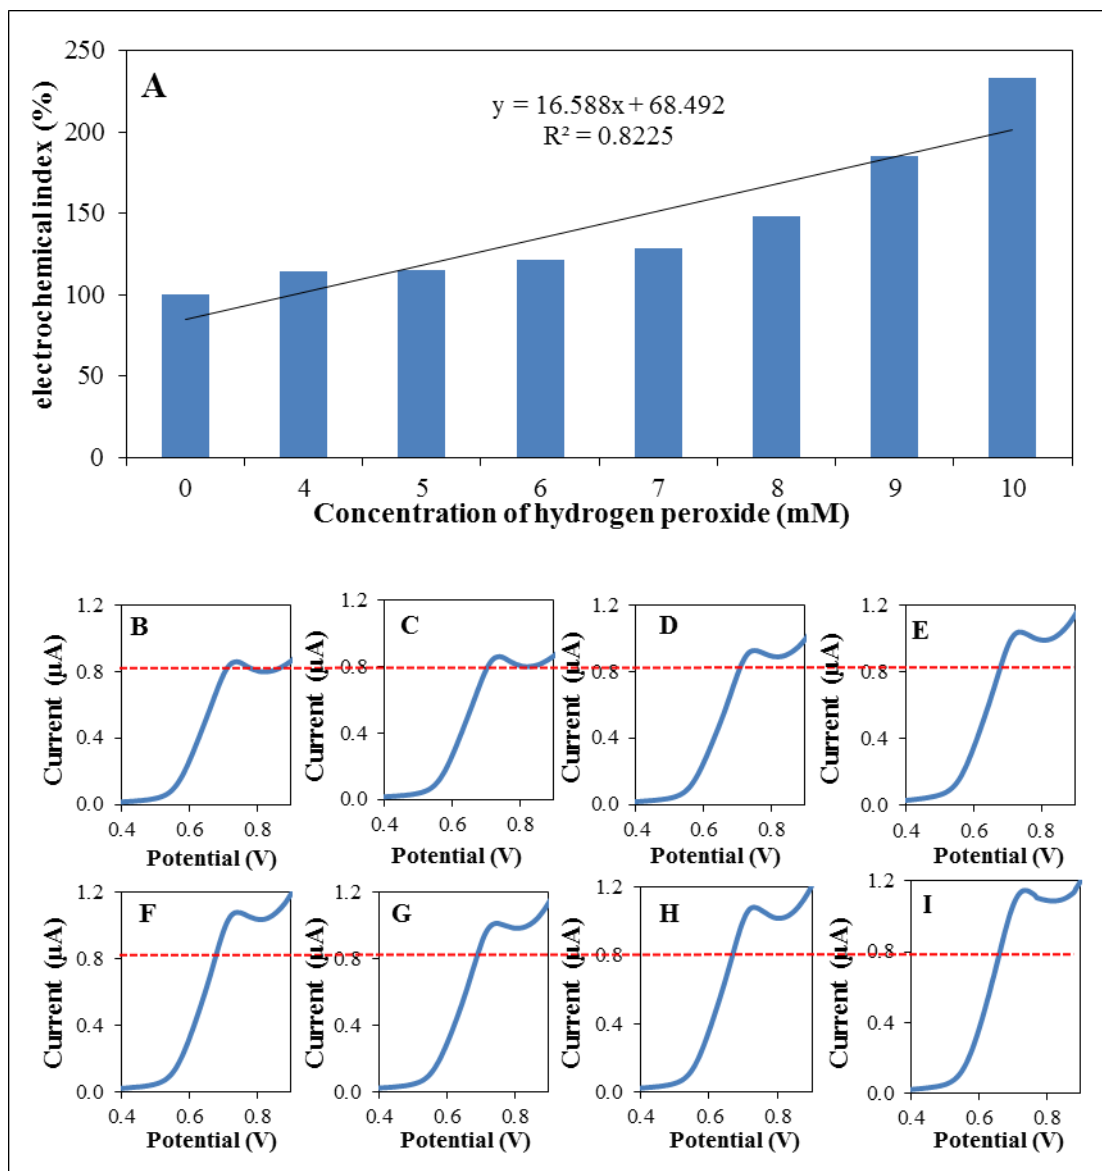 A
y = 16.588x + 68.492
R² = 0.8225
electrochemical index (%)
250
200
150
100
50
0
0 4 5 6 7 8 9 10
Concentration of hydrogen peroxide (mM)
B
Current (µA)
1.2
0.8
0.4
0.0
0.4 0.6 0.8
Potential (V)
C
Current (µA)
1.2
0.8
0.4
0.0
0.4 0.6 0.8
Potential (V)
D
Current (µA)
1.2
0.8
0.4
0.0
0.4 0.6 0.8
Potential (V)
E
Current (µA)
1.2
0.8
0.4
0.0
0.4 0.6 0.8
Potential (V)
F
Current (µA)
1.2
0.8
0.4
0.0
0.4 0.6 0.8
Potential (V)
G
Current (µA)
1.2
0.8
0.4
0.0
0.4 0.6 0.8
Potential (V)
H
Current (µA)
1.2
0.8
0.4
0.0
0.4 0.6 0.8
Potential (V)
I
Current (µA)
1.2
0.8
0.4
0.0
0.4 0.6 0.8
Potential (V)